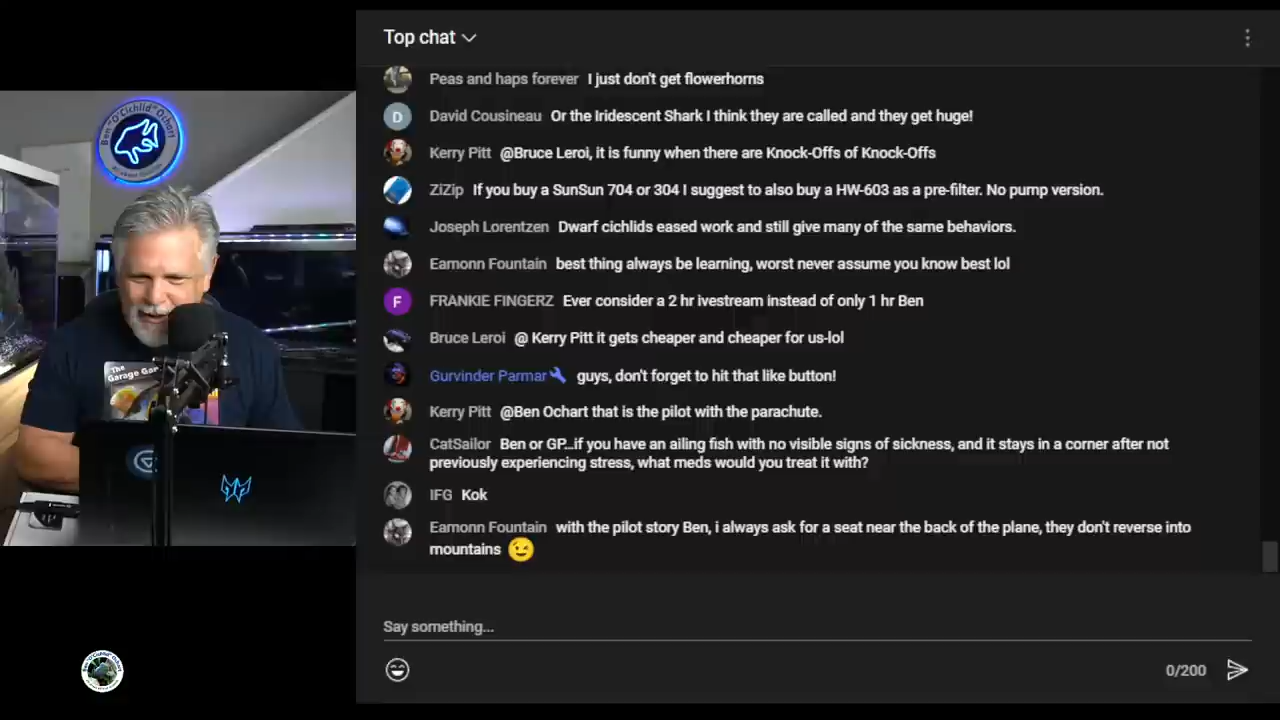 Top chat
Peas and haps forever I just don't get flowerhorns
D David Cousineau Or the Iridescent Shark I think they are called and they get huge!
Kerry Pitt @Bruce Leroi, it is funny when there are Knock-Offs of Knock-Offs
ZiZip If you buy a SunSun 704 or 304 I suggest to also buy a HW-603 as a pre-filter. No pump version.
Joseph Lorentzen Dwarf cichlids eased work and still give many of the same behaviors.
Eamonn Fountain best thing always be learning, worst never assume you know best lol
F FRANKIE FINGERZ Ever consider a 2 hr ivestream instead of only 1 hr Ben
Bruce Leroi @ Kerry Pitt it gets cheaper and cheaper for us-lol
Gurvinder Parmar guys, don't forget to hit that like button!
Kerry Pitt @Ben Ochart that is the pilot with the parachute.
CatSailor Ben or GP...if you have an ailing fish with no visible signs of sickness, and it stays in a corner after not
previously experiencing stress, what meds would you treat it with?
IFG Kok
Eamonn Fountain with the pilot story Ben, i always ask for a seat near the back of the plane, they don't reverse into
mountains 😉
Say something...
0/200
Ben "O'Cichlid" Ochart
The
Garage Gar